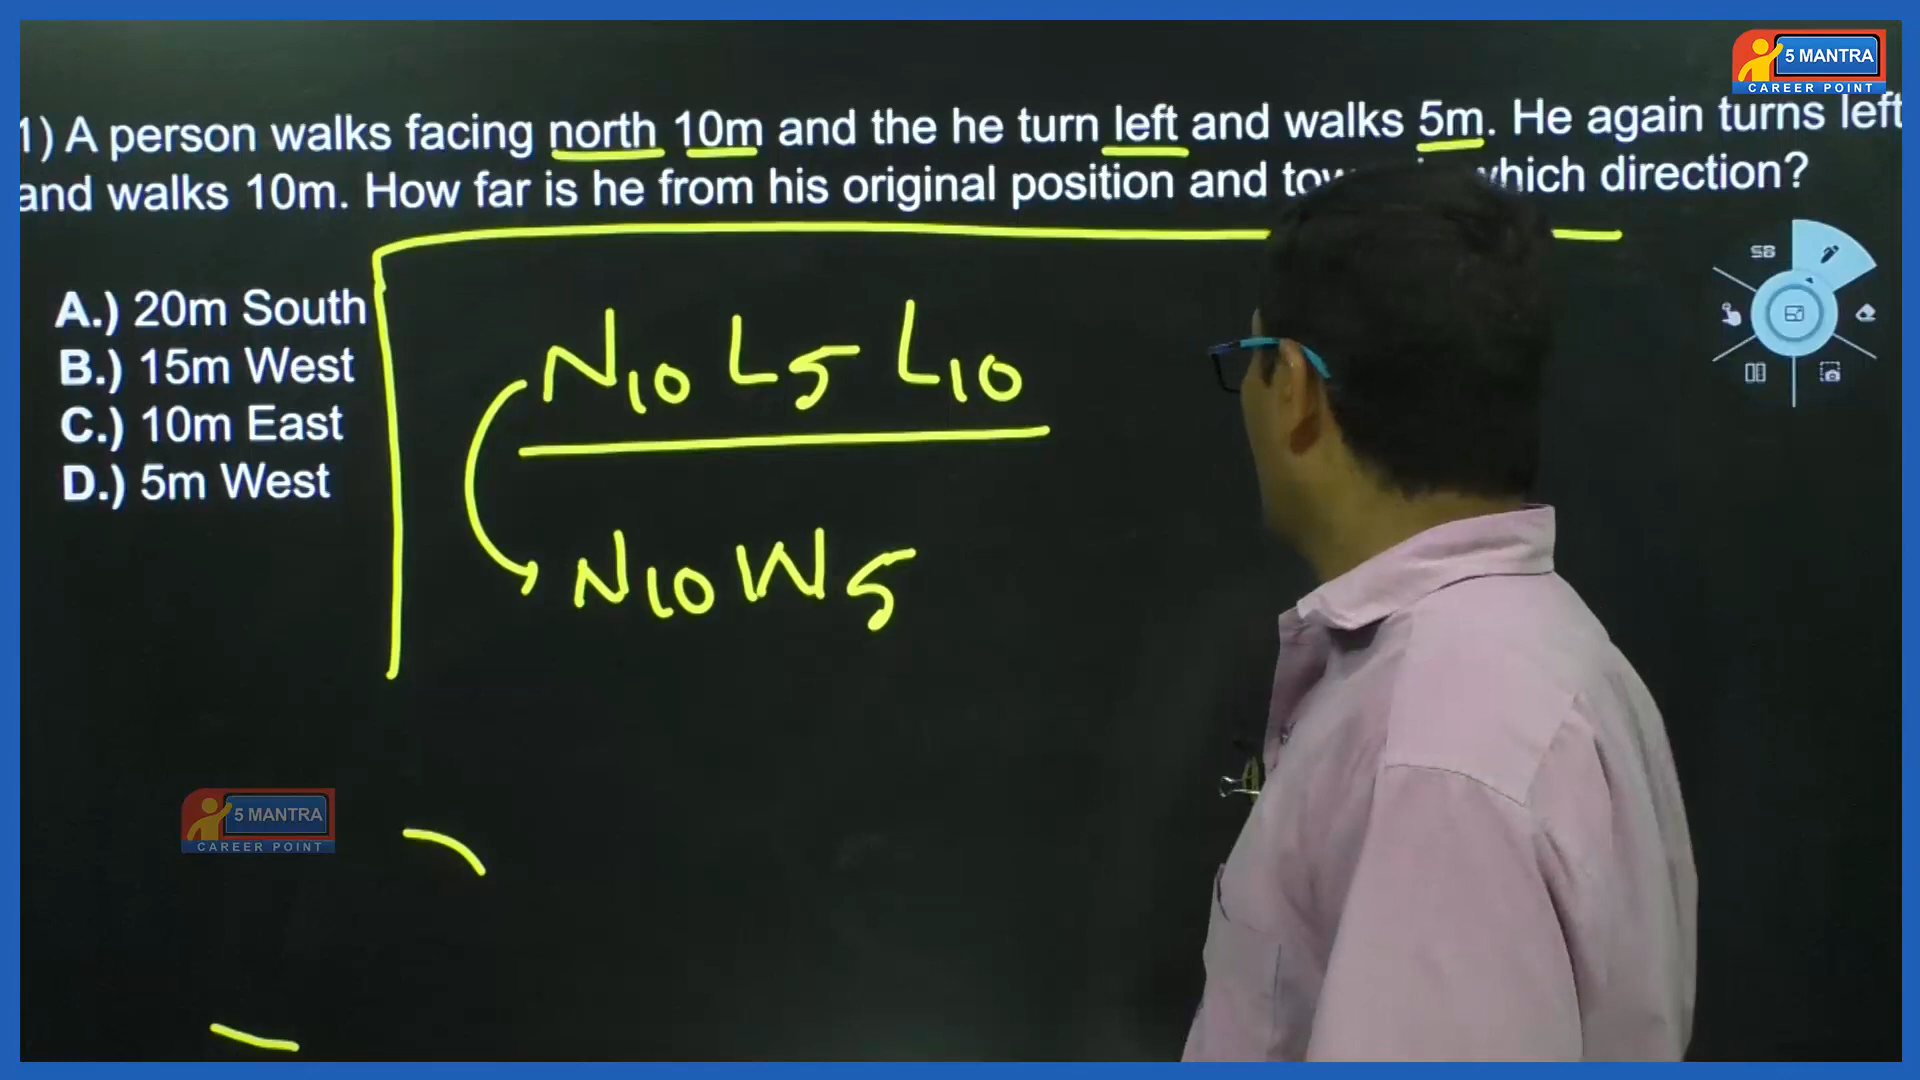 5 MANTRA
CAREER POINT
1) A person walks facing north 10m and the he turn left and walks 5m. He again turns left
and walks 10m. How far is he from his original position and which direction?
A.) 20m South
B.) 15m West
C.) 10m East
D.) 5m West
N10 L5 L10
N10 W5
SB
5 MANTRA
CAREER POINT